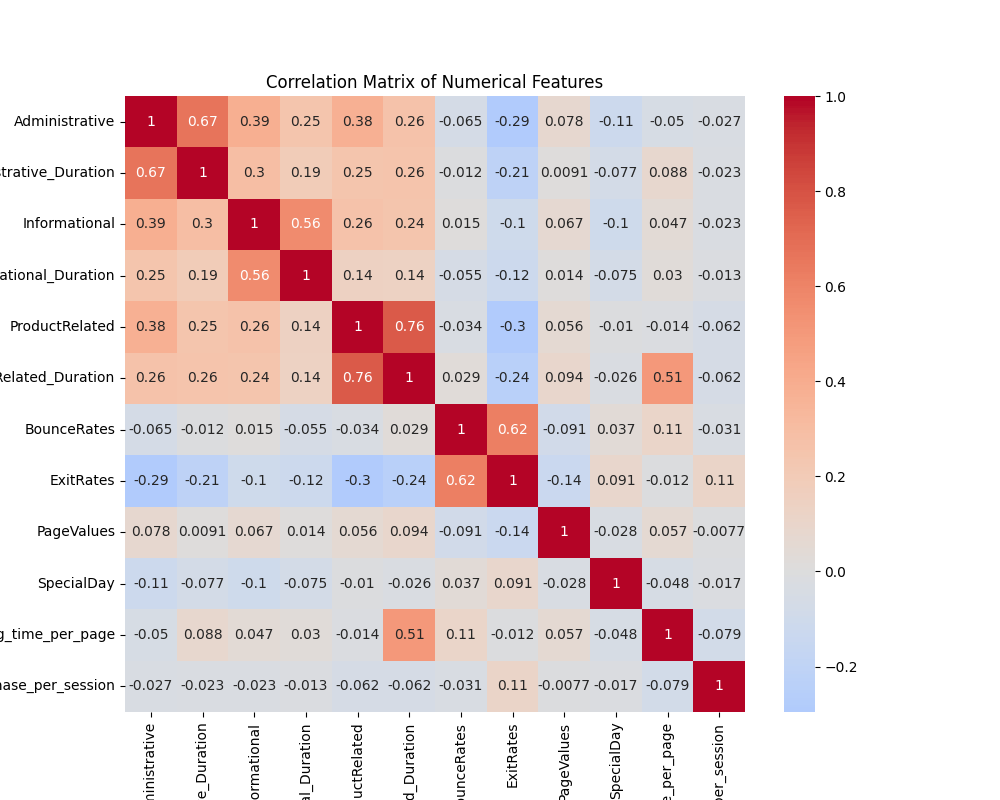 Correlation Matrix of Numerical Features
Administrative 1 0.67 0.39 0.25 0.38 0.26 -0.065 -0.29 0.078 -0.11 -0.05 -0.027
strative_Duration 0.67 1 0.3 0.19 0.25 0.26 -0.012 -0.21 0.0091 -0.077 0.088 -0.023
Informational 0.39 0.3 1 0.56 0.26 0.24 0.015 -0.1 0.067 -0.1 0.047 -0.023
ational_Duration 0.25 0.19 0.56 1 0.14 0.14 -0.055 -0.12 0.014 -0.075 0.03 -0.013
ProductRelated 0.38 0.25 0.26 0.14 1 0.76 -0.034 -0.3 0.056 -0.01 -0.014 -0.062
Related_Duration 0.26 0.26 0.24 0.14 0.76 1 0.029 -0.24 0.094 -0.026 0.51 -0.062
BounceRates -0.065 -0.012 0.015 -0.055 -0.034 0.029 1 0.62 -0.091 0.037 0.11 -0.031
ExitRates -0.29 -0.21 -0.1 -0.12 -0.3 -0.24 0.62 1 -0.14 0.091 -0.012 0.11
PageValues 0.078 0.0091 0.067 0.014 0.056 0.094 -0.091 -0.14 1 -0.028 0.057 -0.0077
SpecialDay -0.11 -0.077 -0.1 -0.075 -0.01 -0.026 0.037 0.091 -0.028 1 -0.048 -0.017
g_time_per_page -0.05 0.088 0.047 0.03 -0.014 0.51 0.11 -0.012 0.057 -0.048 1 -0.079
hase_per_session -0.027 -0.023 -0.023 -0.013 -0.062 -0.062 -0.031 0.11 -0.0077 -0.017 -0.079 1
ministrative
e_Duration
ormational
al_Duration
uctRelated
d_Duration
ounceRates
ExitRates
PageValues
SpecialDay
e_per_page
per_session
1.0
0.8
0.6
0.4
0.2
0.0
−0.2